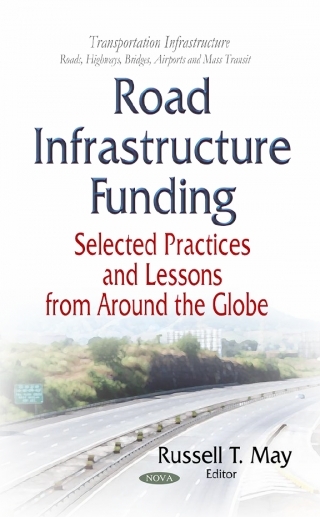 Transportation Infrastructure
Roads, Highways, Bridges, Airports and Mass Transit
Road
Infrastructure
Funding
Selected Practices
and Lessons
from Around the Globe
Russell T. May
Editor
NOVA